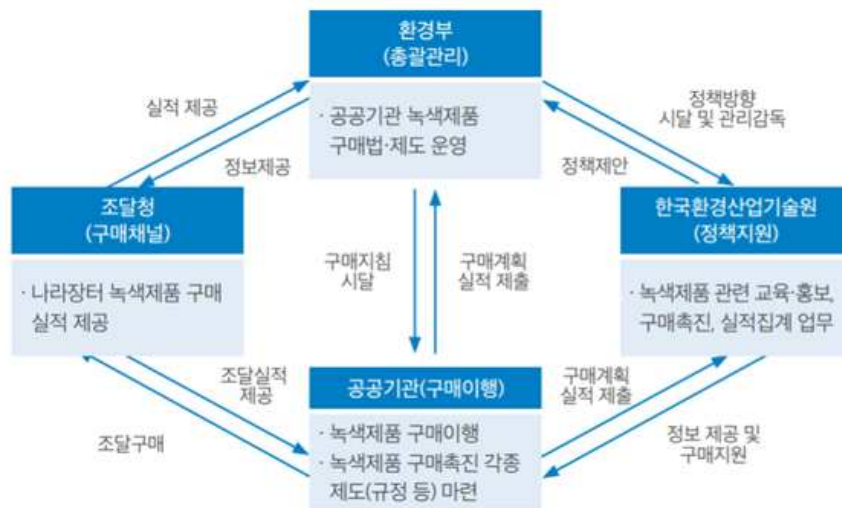 환경부
(총괄관리)
· 공공기관 녹색제품
구매법·제도 운영
실적 제공
정보제공
정책방향
시달 및 관리감독
정책제안
조달청
(구매채널)
· 나라장터 녹색제품 구매
실적 제공
구매지침
시달
구매계획
실적 제출
한국환경산업기술원
(정책지원)
· 녹색제품 관련 교육·홍보,
구매촉진, 실적집계 업무
조달실적
제공
조달구매
공공기관(구매이행)
· 녹색제품 구매이행
· 녹색제품 구매촉진 각종
제도(규정 등) 마련
구매계획
실적 제출
정보 제공 및
구매지원